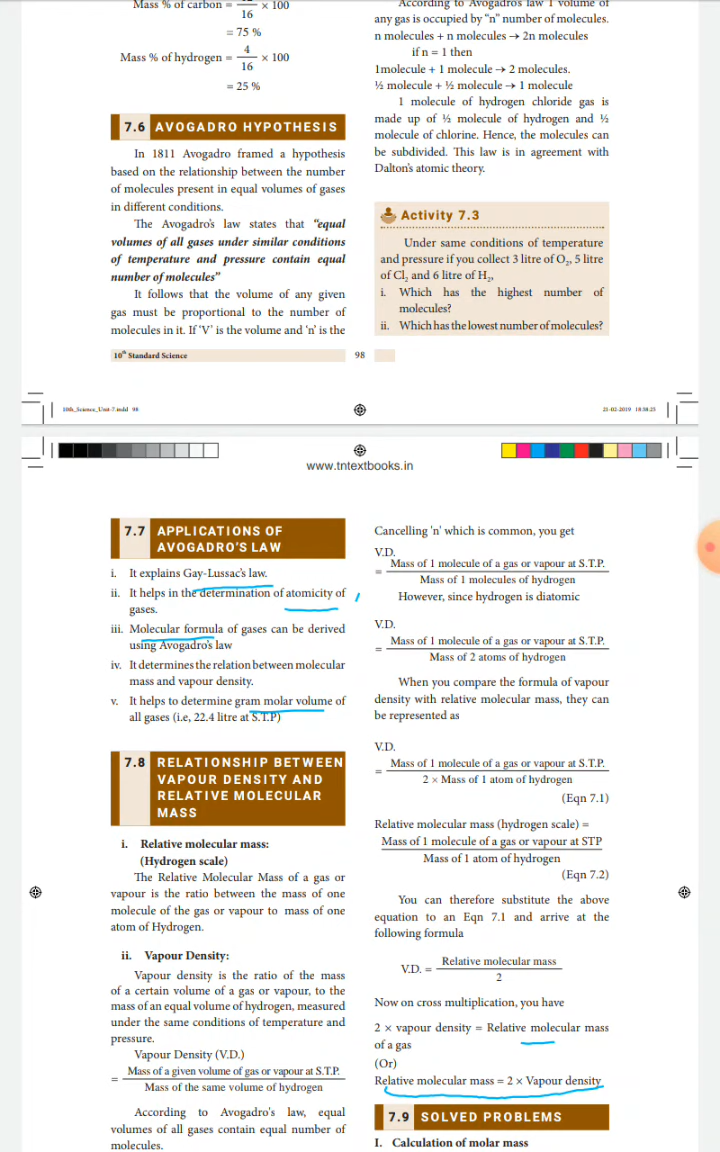 Mass % of carbon = 
16
× 100
= 75 %
Mass % of hydrogen = 4/16 × 100
= 25 %
7.6 AVOGADRO HYPOTHESIS
In 1811 Avogadro framed a hypothesis
based on the relationship between the number
of molecules present in equal volumes of gases
in different conditions.
The Avogadro's law states that "equal
volumes of all gases under similar conditions
of temperature and pressure contain equal
number of molecules"
It follows that the volume of any given
gas must be proportional to the number of
molecules in it. If 'V' is the volume and 'n' is the
According to Avogadros law 1 volume of
any gas is occupied by "n" number of molecules.
n molecules + n molecules → 2n molecules
if n = 1 then
1molecule + 1 molecule → 2 molecules.
½ molecule + ½ molecule → 1 molecule
1 molecule of hydrogen chloride gas is
made up of ½ molecule of hydrogen and ½
molecule of chlorine. Hence, the molecules can
be subdivided. This law is in agreement with
Dalton's atomic theory.
Activity 7.3
Under same conditions of temperature
and pressure if you collect 3 litre of O₂, 5 litre
of Cl₂ and 6 litre of H₂,
i. Which has the highest number of
molecules?
ii. Which has the lowest number of molecules?
10th Standard Science
98
10th_Science_Unit-7.indd 98
21-02-2019 18:58:25
www.tntextbooks.in
7.7 APPLICATIONS OF
AVOGADRO'S LAW
i. It explains Gay-Lussac's law.
ii. It helps in the determination of atomicity of
gases.
iii. Molecular formula of gases can be derived
using Avogadro's law
iv. It determines the relation between molecular
mass and vapour density.
v. It helps to determine gram molar volume of
all gases (i.e, 22.4 litre at S.T.P)
7.8 RELATIONSHIP BETWEEN
VAPOUR DENSITY AND
RELATIVE MOLECULAR
MASS
i. Relative molecular mass:
(Hydrogen scale)
The Relative Molecular Mass of a gas or
vapour is the ratio between the mass of one
molecule of the gas or vapour to mass of one
atom of Hydrogen.
ii. Vapour Density:
Vapour density is the ratio of the mass
of a certain volume of a gas or vapour, to the
mass of an equal volume of hydrogen, measured
under the same conditions of temperature and
pressure.
Vapour Density (V.D.)
= Mass of a given volume of gas or vapour at S.T.P.
Mass of the same volume of hydrogen
According to Avogadro's law, equal
volumes of all gases contain equal number of
molecules.
Cancelling 'n' which is common, you get
V.D.
= Mass of 1 molecule of a gas or vapour at S.T.P.
Mass of 1 molecules of hydrogen
However, since hydrogen is diatomic
V.D.
= Mass of 1 molecule of a gas or vapour at S.T.P.
Mass of 2 atoms of hydrogen
When you compare the formula of vapour
density with relative molecular mass, they can
be represented as
V.D.
= Mass of 1 molecule of a gas or vapour at S.T.P.
2 × Mass of 1 atom of hydrogen
(Eqn 7.1)
Relative molecular mass (hydrogen scale) =
Mass of 1 molecule of a gas or vapour at STP
Mass of 1 atom of hydrogen
(Eqn 7.2)
You can therefore substitute the above
equation to an Eqn 7.1 and arrive at the
following formula
V.D. = Relative molecular mass
2
Now on cross multiplication, you have
2 × vapour density = Relative molecular mass
of a gas
(Or)
Relative molecular mass = 2 × Vapour density
7.9 SOLVED PROBLEMS
I. Calculation of molar mass